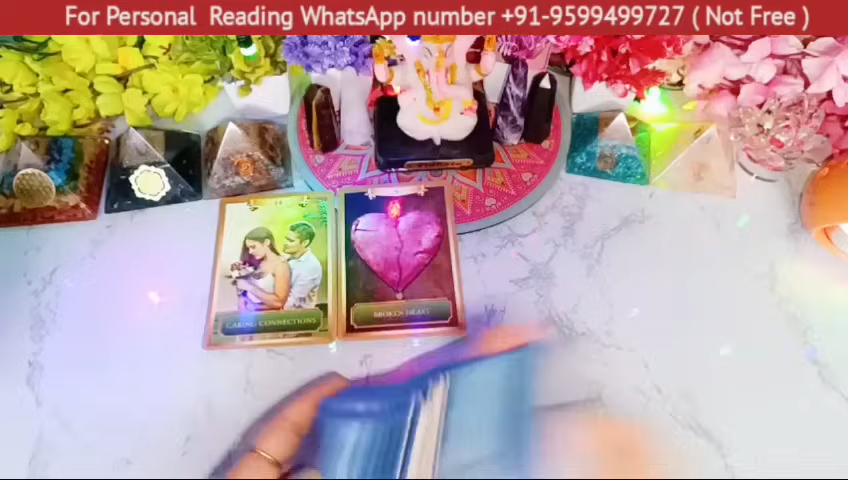 For Personal Reading WhatsApp number +91-9599499727 ( Not Free )
CARING CONNECTIONS
BROKEN HEART